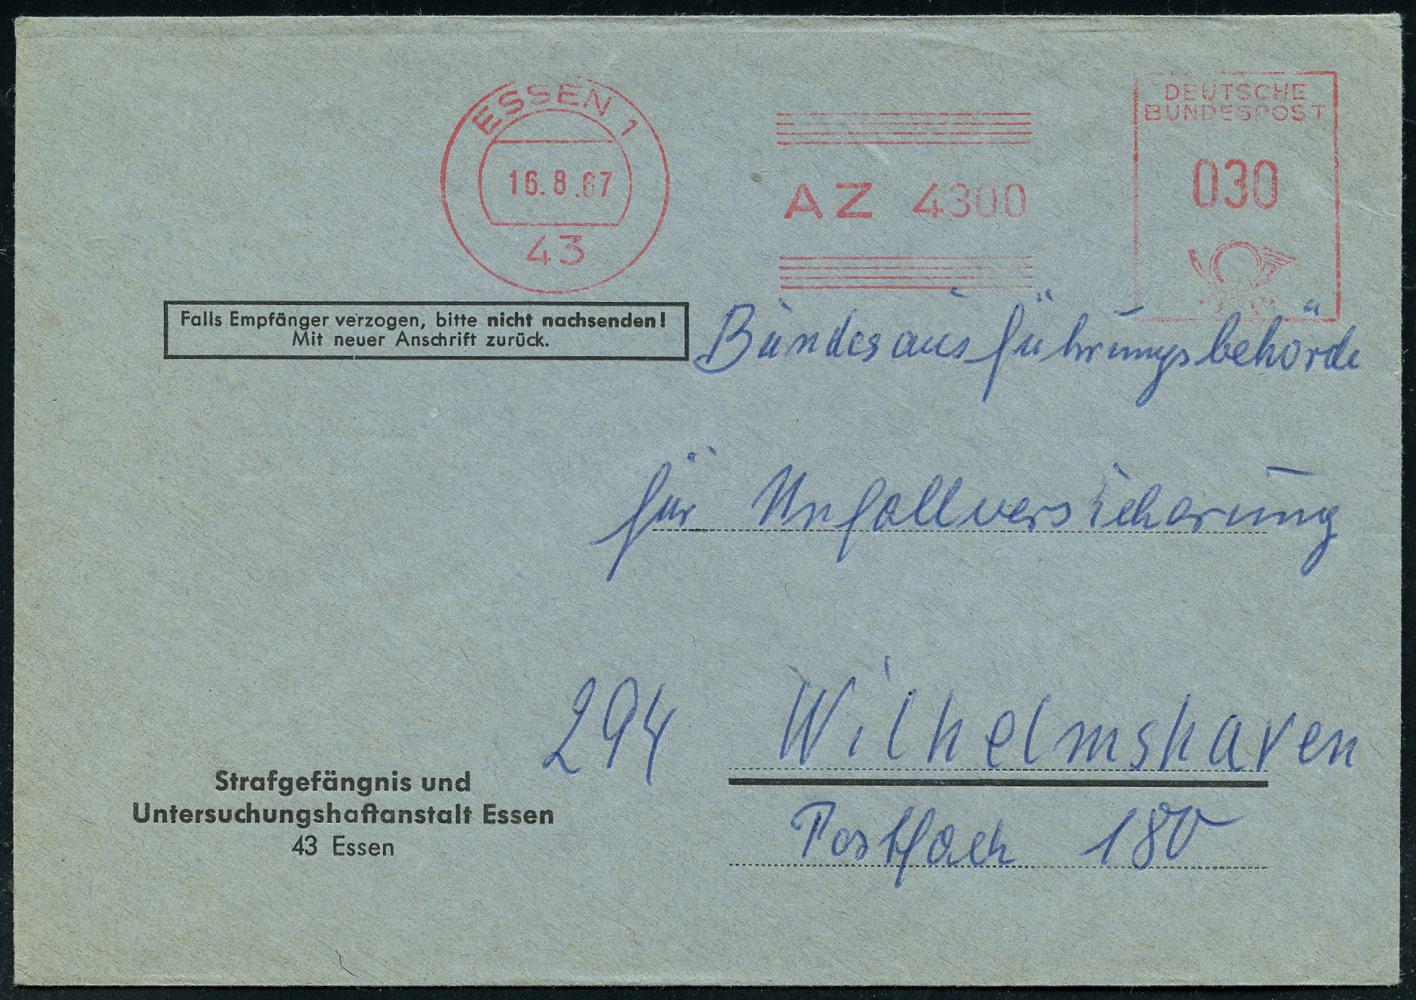 ESSEN 1
16.8.67
43
AZ 4300
DEUTSCHE
BUNDESPOST
030
Falls Empfänger verzogen, bitte nicht nachsenden!
Mit neuer Anschrift zurück.
Bundesausführungsbehörde
für Unfallversicherung
294 Wilhelmshaven
Postfach 180
Strafgefängnis und
Untersuchungshaftanstalt Essen
43 Essen